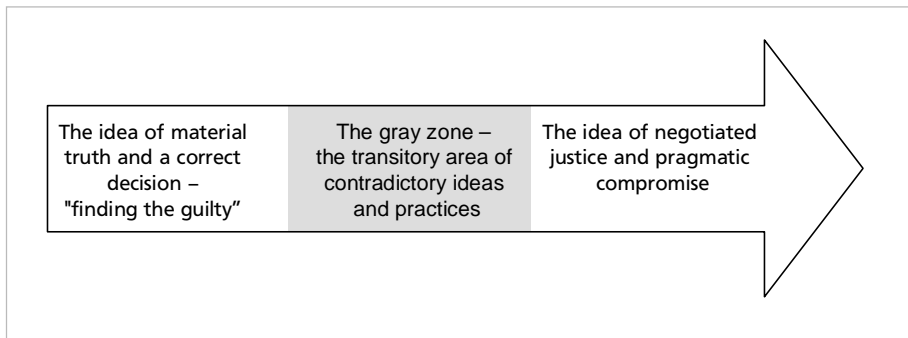 The idea of material
truth and a correct
decision –
"finding the guilty”
The gray zone –
the transitory area of
contradictory ideas
and practices
The idea of negotiated
justice and pragmatic
compromise